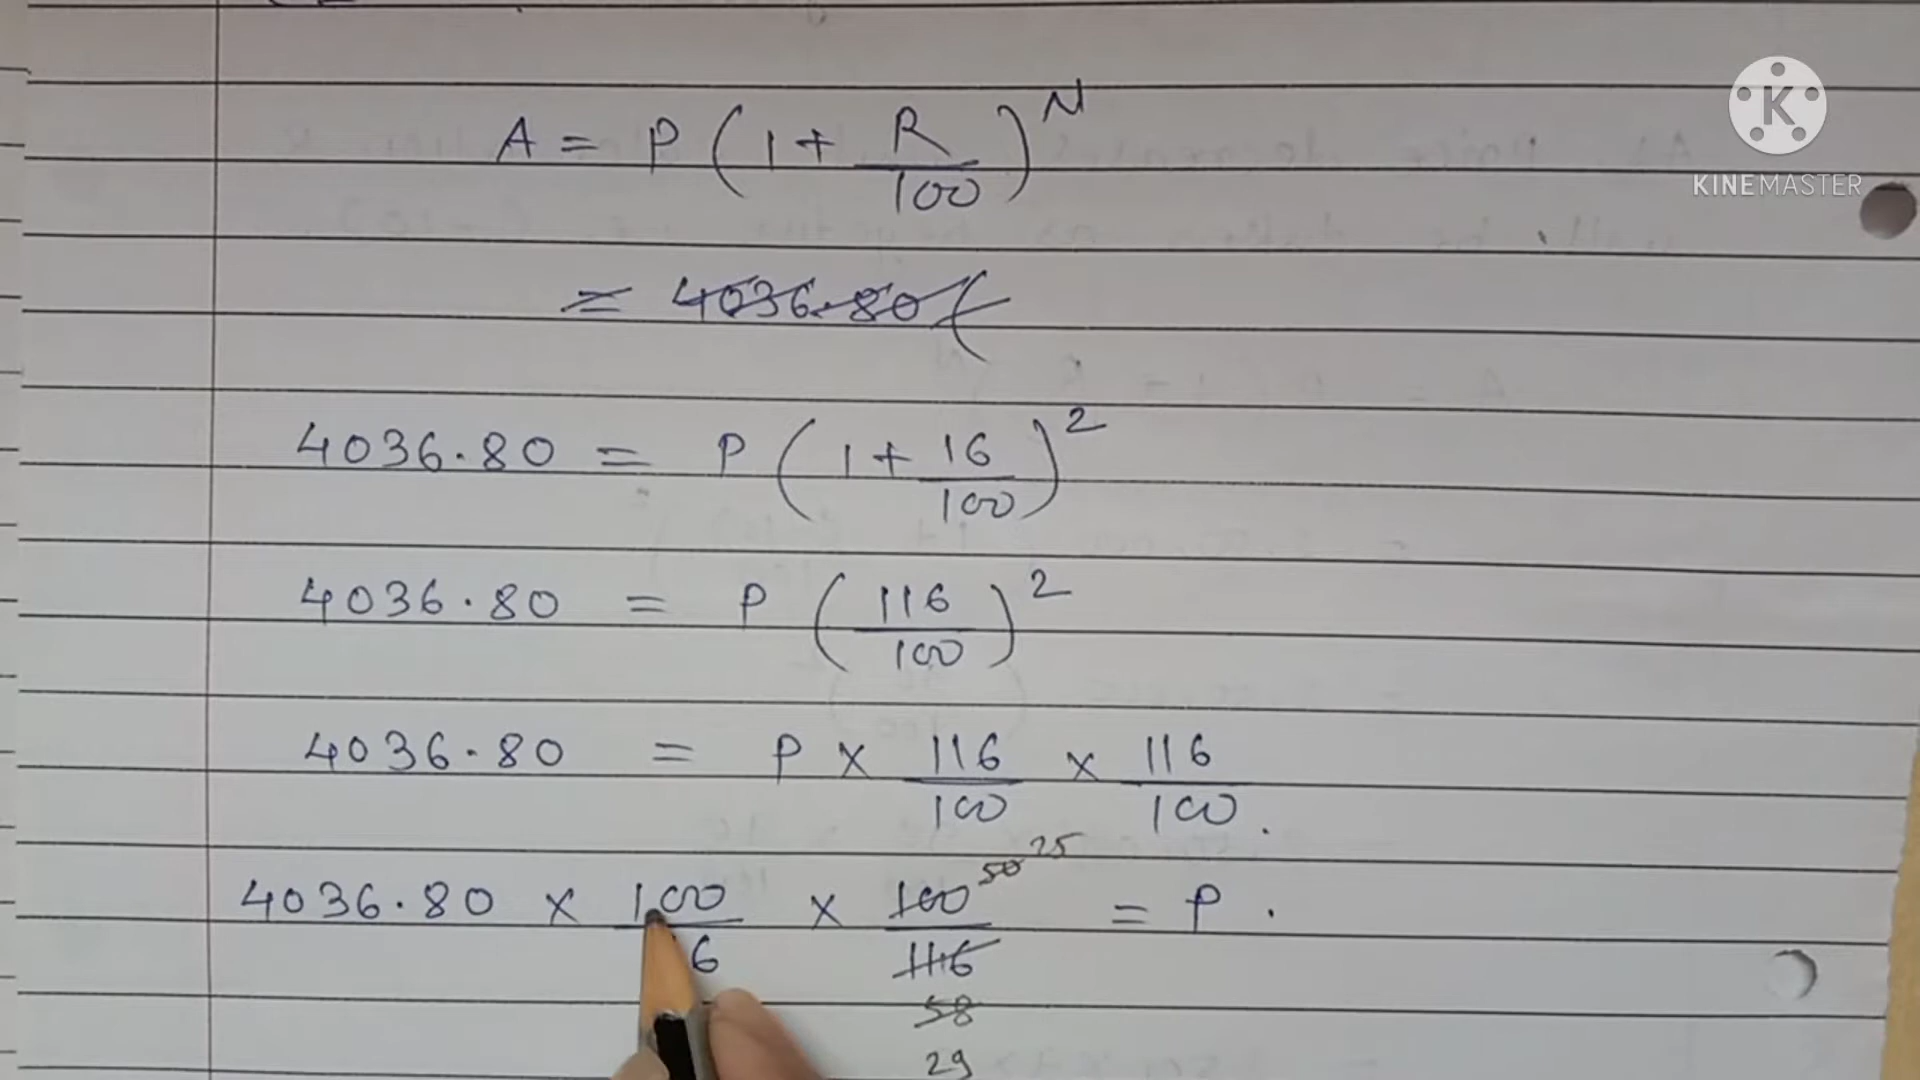 K
KINEMASTER
A = P ( 1 + R/100 )^N
= 4036.80 (
4036.80 = P ( 1 + 16/100 )^2
4036.80 = P ( 116/100 )^2
4036.80 = P × 116/100 × 116/100 .
50 25
4036.80 × 100/ 6 × 100/116 = P .
58
29